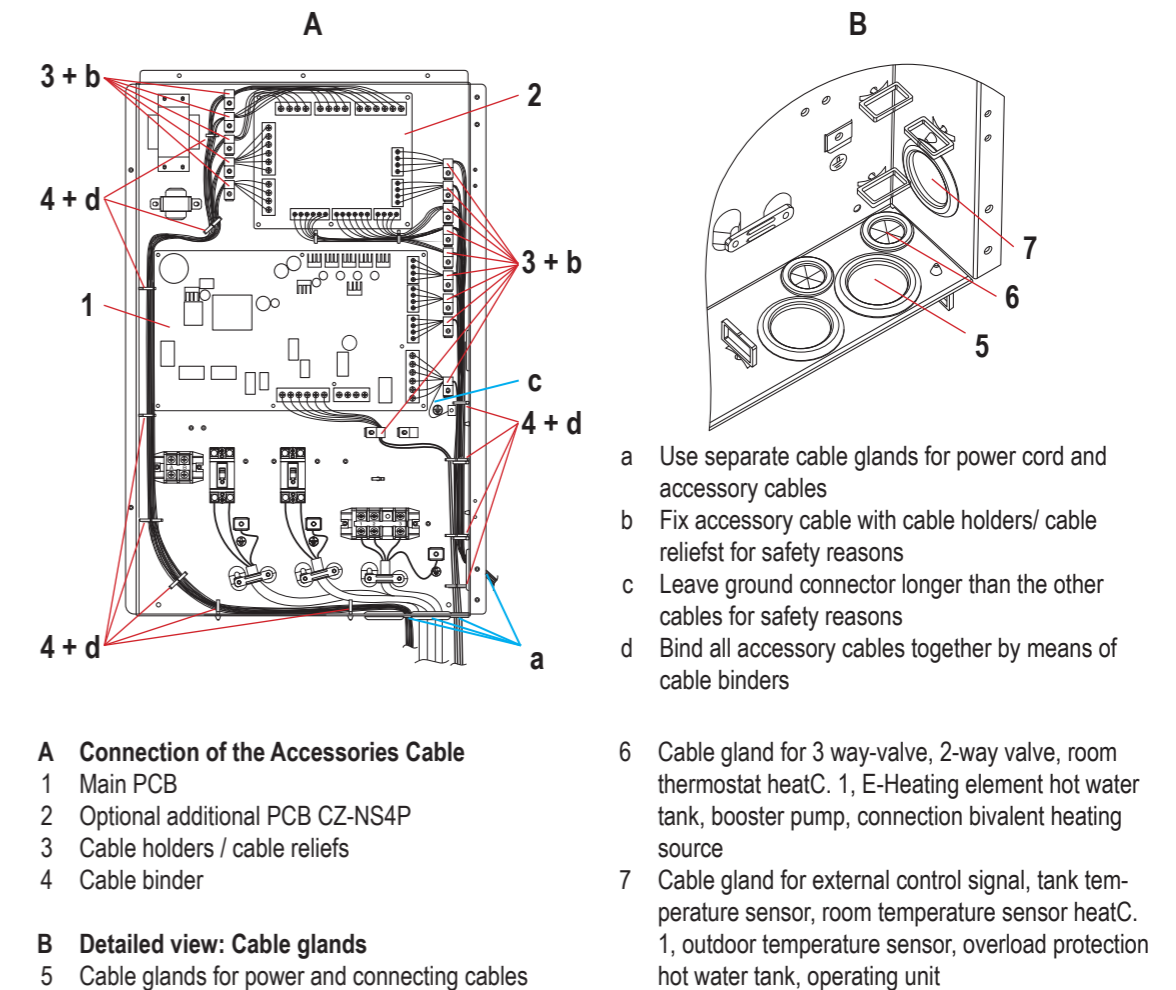 A
B
3 + b
2
4 + d
3 + b
1
c
4 + d
4 + d
a
7
6
5
a Use separate cable glands for power cord and
accessory cables
b Fix accessory cable with cable holders/ cable
reliefst for safety reasons
c Leave ground connector longer than the other
cables for safety reasons
d Bind all accessory cables together by means of
cable binders
A Connection of the Accessories Cable
1 Main PCB
2 Optional additional PCB CZ-NS4P
3 Cable holders / cable reliefs
4 Cable binder
B Detailed view: Cable glands
5 Cable glands for power and connecting cables
6 Cable gland for 3 way-valve, 2-way valve, room
thermostat heatC. 1, E-Heating element hot water
tank, booster pump, connection bivalent heating
source
7 Cable gland for external control signal, tank tem-
perature sensor, room temperature sensor heatC.
1, outdoor temperature sensor, overload protection
hot water tank, operating unit